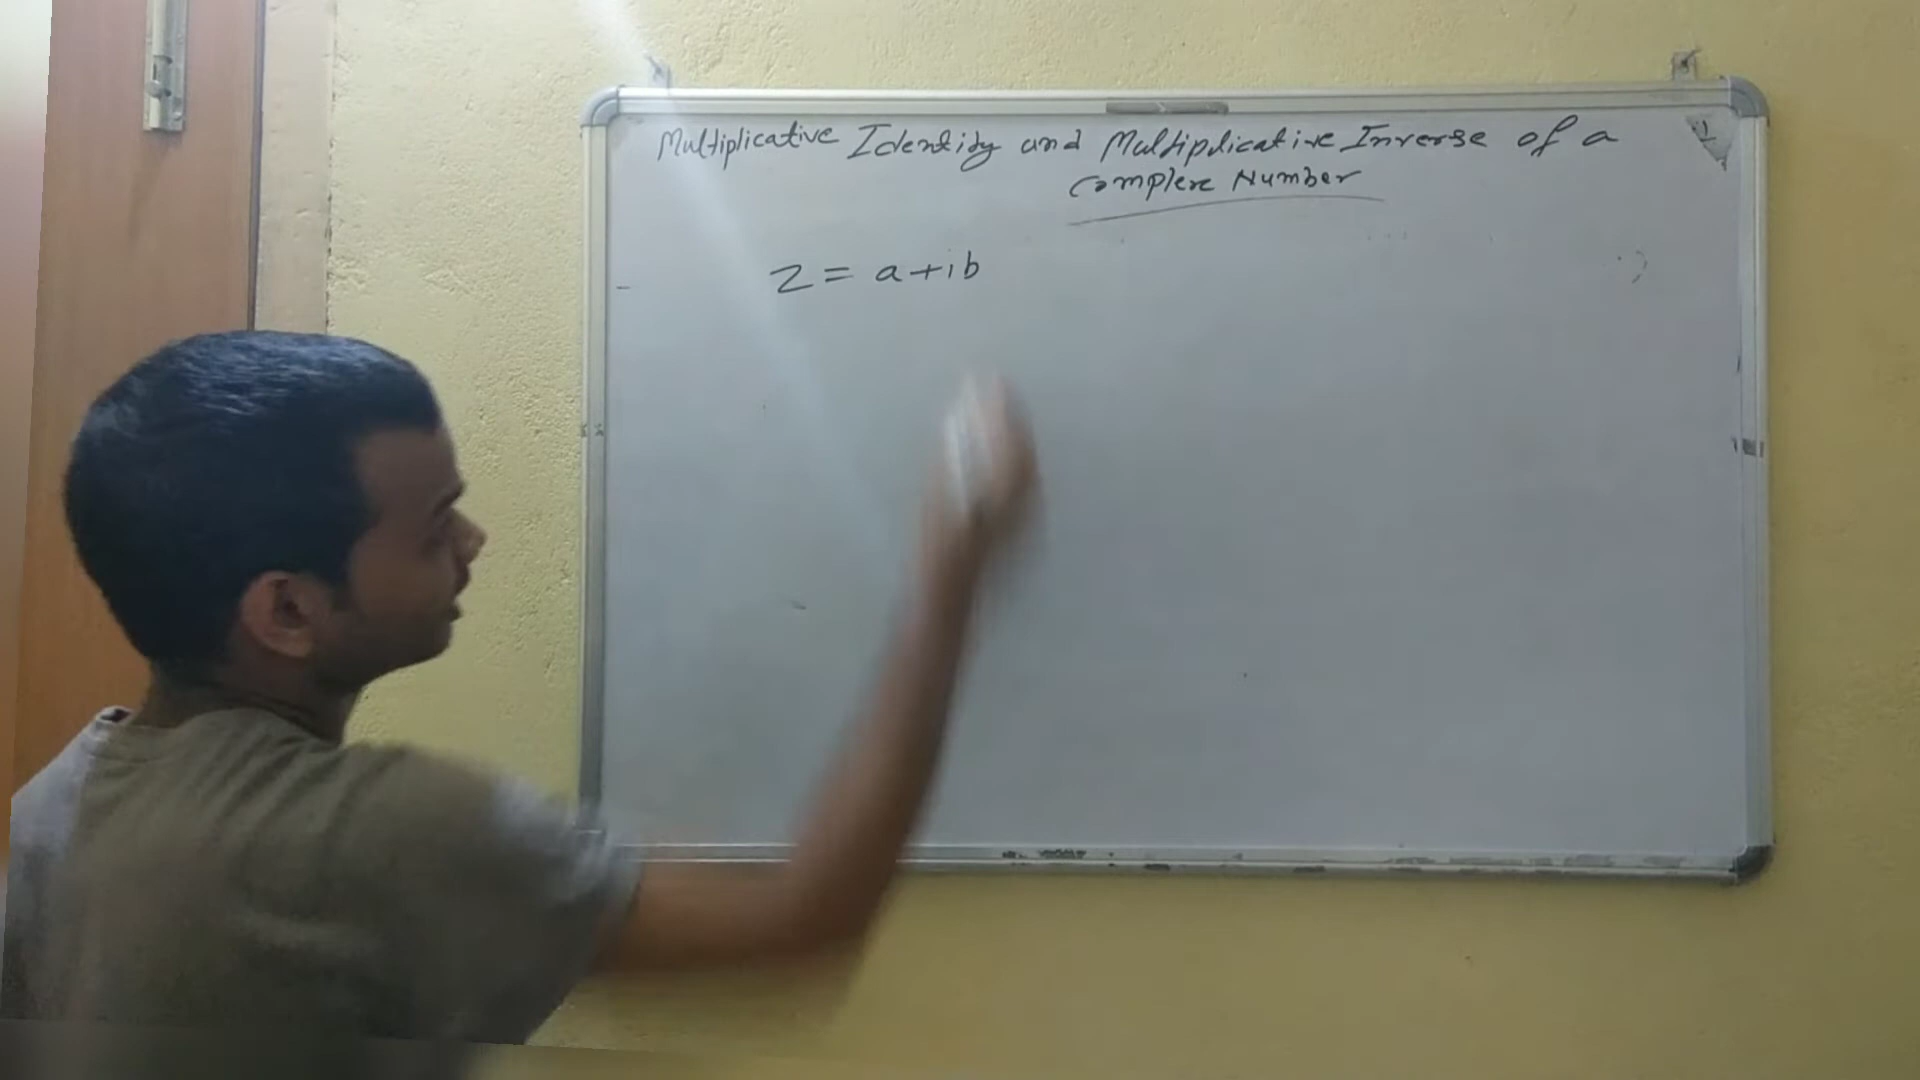 Multiplicative Identity and Multiplicative Inverse of a
Complex Number
Z = a+ib